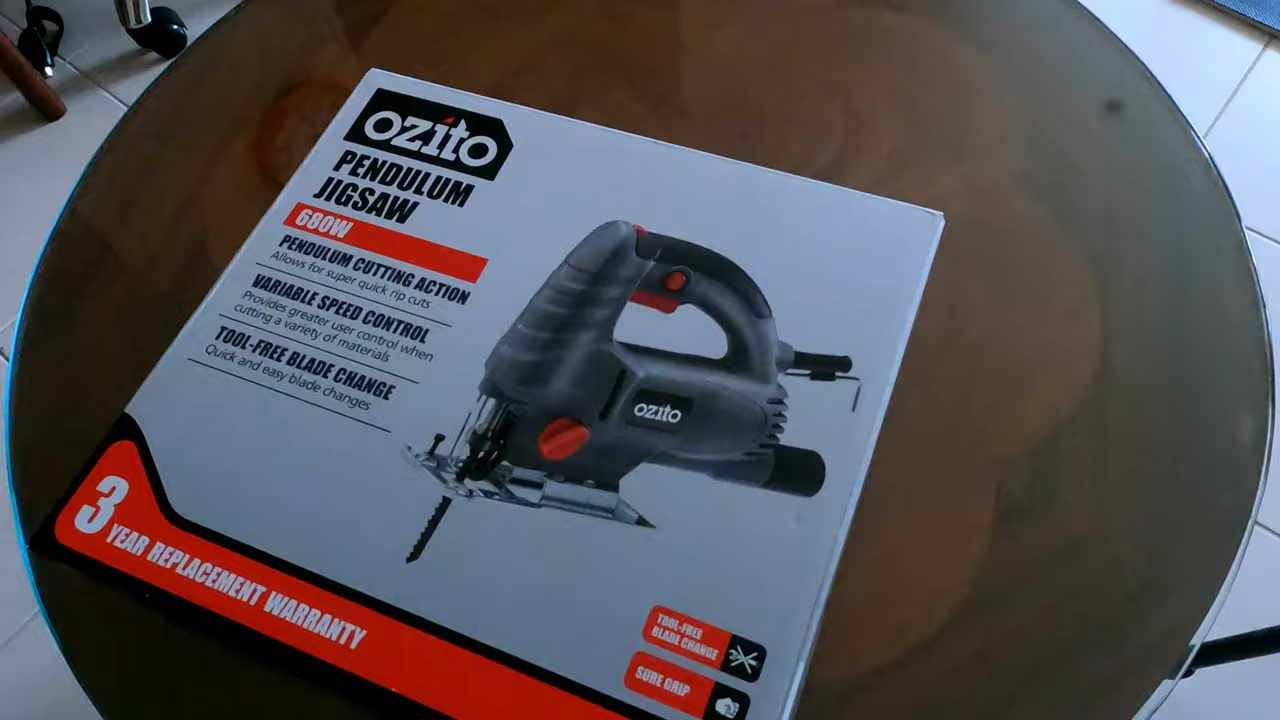 ozito
PENDULUM
JIGSAW
680W
PENDULUM CUTTING ACTION
Allows for super quick rip cuts
VARIABLE SPEED CONTROL
Provides greater user control when
cutting a variety of materials
TOOL-FREE BLADE CHANGE
Quick and easy blade changes
ozito
3
YEAR REPLACEMENT WARRANTY
TOOL-FREE
BLADE CHANGE
SURE GRIP